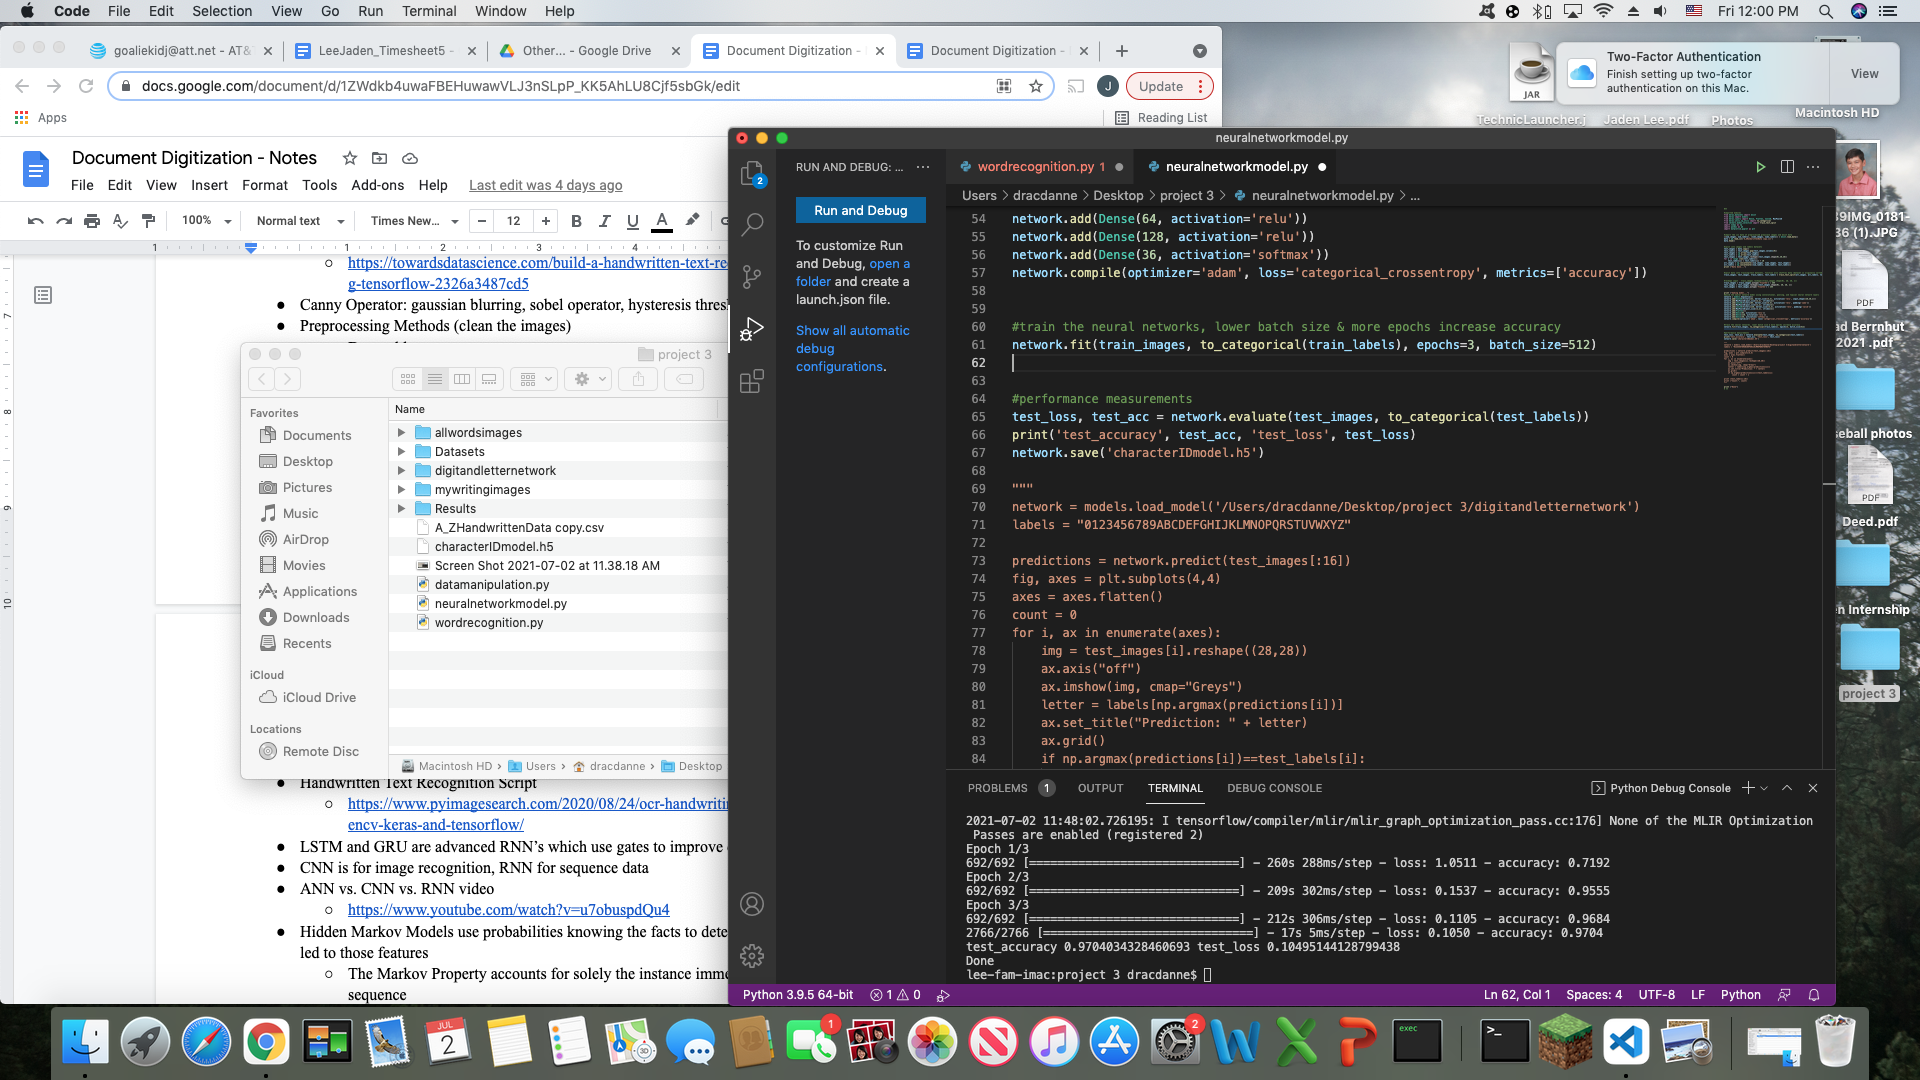 Code File Edit Selection View Go Run Terminal Window Help
Fri 12:00 PM
goaliekidj@att.net - AT&
LeeJaden_Timesheet5 -
Other... - Google Drive
Document Digitization -
Document Digitization -
docs.google.com/document/d/1ZWdkb4uwaFBEHuwawVLJ3nSLpP_KK5AhLU8Cjf5sbGk/edit
J
Update
Apps
Reading List
Document Digitization - Notes
File Edit View Insert Format Tools Add-ons Help Last edit was 4 days ago
100% Normal text Times New... 12 B I U A
https://towardsdatascience.com/build-a-handwritten-text-re
g-tensorflow-2326a3487cd5
Canny Operator: gaussian blurring, sobel operator, hysteresis thres
Preprocessing Methods (clean the images)
project 3
Favorites
Documents
Desktop
Pictures
Music
AirDrop
Movies
Applications
Downloads
Recents
iCloud
iCloud Drive
Locations
Remote Disc
Name
allwordsimages
Datasets
digitandletternetwork
mywritingimages
Results
A_ZHandwrittenData copy.csv
characterIDmodel.h5
Screen Shot 2021-07-02 at 11.38.18 AM
datamanipulation.py
neuralnetworkmodel.py
wordrecognition.py
Macintosh HD › Users › dracdanne › Desktop
Handwritten Text Recognition Script
https://www.pyimagesearch.com/2020/08/24/ocr-handwriti
encv-keras-and-tensorflow/
LSTM and GRU are advanced RNN's which use gates to improve
CNN is for image recognition, RNN for sequence data
ANN vs. CNN vs. RNN video
https://www.youtube.com/watch?v=u7obuspdQu4
Hidden Markov Models use probabilities knowing the facts to dete
led to those features
The Markov Property accounts for solely the instance imm
sequence
neuralnetworkmodel.py
2
RUN AND DEBUG: ...
Run and Debug
To customize Run
and Debug, open a
folder and create a
launch.json file.
Show all automatic
debug
configurations.
wordrecognition.py 1
neuralnetworkmodel.py
Users > dracdanne > Desktop > project 3 > neuralnetworkmodel.py > ...
54 network.add(Dense(64, activation='relu'))
55 network.add(Dense(128, activation='relu'))
56 network.add(Dense(36, activation='softmax'))
57 network.compile(optimizer='adam', loss='categorical_crossentropy', metrics=['accuracy'])
58
59
60 #train the neural networks, lower batch size & more epochs increase accuracy
61 network.fit(train_images, to_categorical(train_labels), epochs=3, batch_size=512)
62
63
64 #performance measurements
65 test_loss, test_acc = network.evaluate(test_images, to_categorical(test_labels))
66 print('test_accuracy', test_acc, 'test_loss', test_loss)
67 network.save('characterIDmodel.h5')
68
69 """
70 network = models.load_model('/Users/dracdanne/Desktop/project 3/digitandletternetwork')
71 labels = "0123456789ABCDEFGHIJKLMNOPQRSTUVWXYZ"
72
73 predictions = network.predict(test_images[:16])
74 fig, axes = plt.subplots(4,4)
75 axes = axes.flatten()
76 count = 0
77 for i, ax in enumerate(axes):
78 img = test_images[i].reshape((28,28))
79 ax.axis("off")
80 ax.imshow(img, cmap="Greys")
81 letter = labels[np.argmax(predictions[i])]
82 ax.set_title("Prediction: " + letter)
83 ax.grid()
84 if np.argmax(predictions[i])==test_labels[i]:
PROBLEMS 1 OUTPUT TERMINAL DEBUG CONSOLE Python Debug Console
2021-07-02 11:48:02.726195: I tensorflow/compiler/mlir/mlir_graph_optimization_pass.cc:176] None of the MLIR Optimization
Passes are enabled (registered 2)
Epoch 1/3
692/692 [==============================] - 260s 288ms/step - loss: 1.0511 - accuracy: 0.7192
Epoch 2/3
692/692 [==============================] - 209s 302ms/step - loss: 0.1537 - accuracy: 0.9555
Epoch 3/3
692/692 [==============================] - 212s 306ms/step - loss: 0.1105 - accuracy: 0.9684
2766/2766 [==============================] - 17s 5ms/step - loss: 0.1050 - accuracy: 0.9704
test_accuracy 0.9704034328460693 test_loss 0.10495144128799438
Done
lee-fam-imac:project 3 dracdanne$
Python 3.9.5 64-bit 1 0 Ln 62, Col 1 Spaces: 4 UTF-8 LF Python
Two-Factor Authentication
Finish setting up two-factor
authentication on this Mac.
View
JAR
TechnicLauncher.j
Jaden Lee.pdf
Photos
Macintosh HD
39IMG_0181-
36 (1).JPG
PDF
ad Berrnhut
2021 .pdf
seball photos
PDF
Deed.pdf
en Internship
project 3
JUL
2
1
2
exec